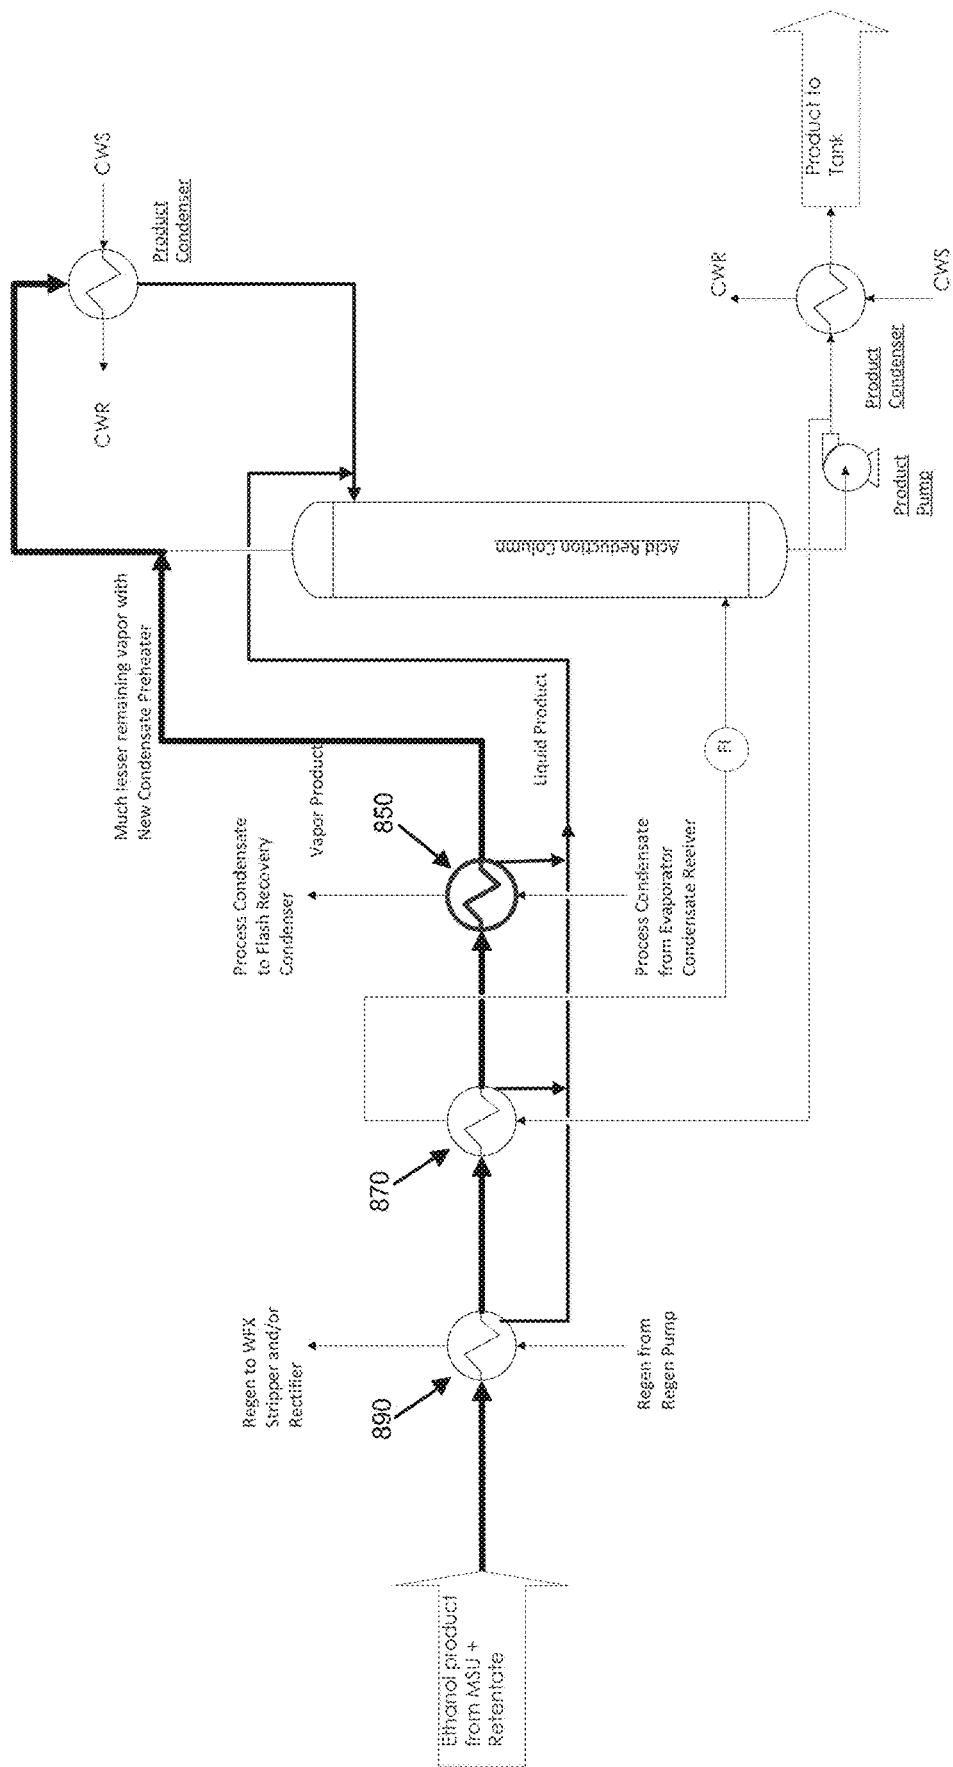 Ethanol product
from MSU +
Retentate
890
Regen to WFX
Stripper and/or
Rectifier
Regen from
Regen Pump
870
850
Process Condensate
to Flash Recovery
Condenser
Process Condensate
from Evaporator
Condensate Reeiver
Vapor Product
Liquid Product
Much lesser remaining vapor with
New Condensate Preheater
FI
Acid Reduction Column
CWR
CWS
Product
Condenser
Product
Pump
Product
Condenser
CWR
CWS
Product to
Tank